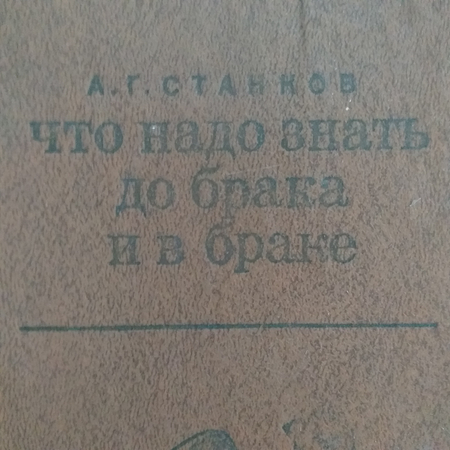 А.Г.СТАНКОВ
что надо знать
до брака
и в браке